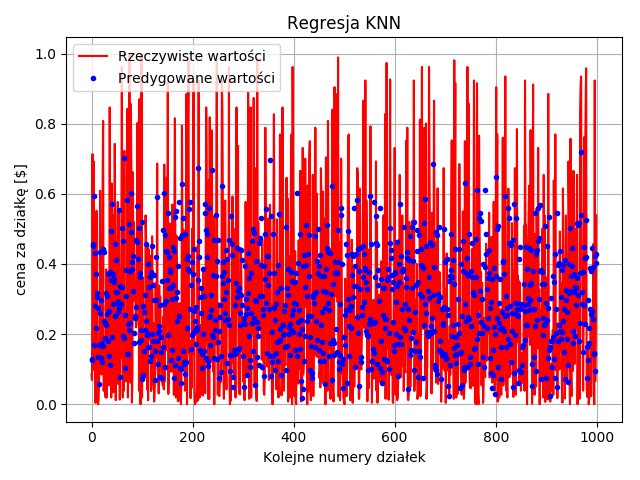 Regresja KNN
Rzeczywiste wartości
Predygowane wartości
cena za działkę [$]
1.0
0.8
0.6
0.4
0.2
0.0
0 200 400 600 800 1000
Kolejne numery działek